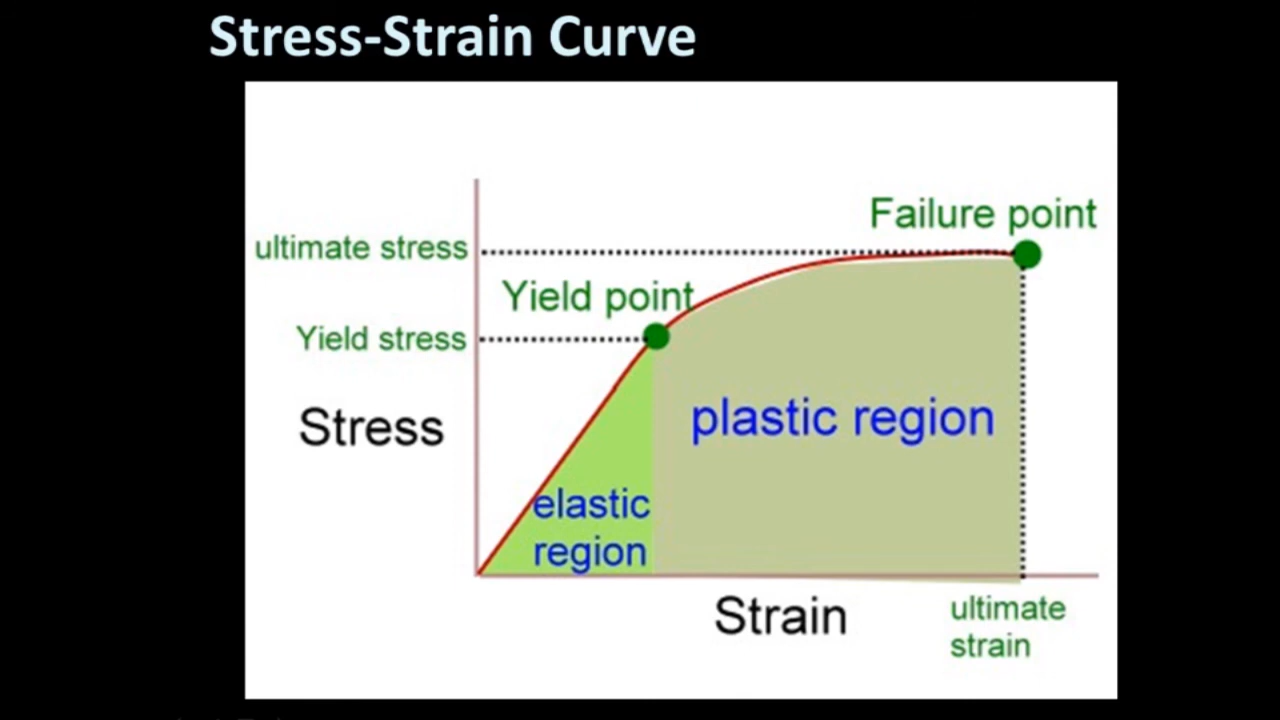 Stress-Strain Curve
Failure point
ultimate stress
Yield point
Yield stress
plastic region
Stress
elastic
region
Strain
ultimate
strain